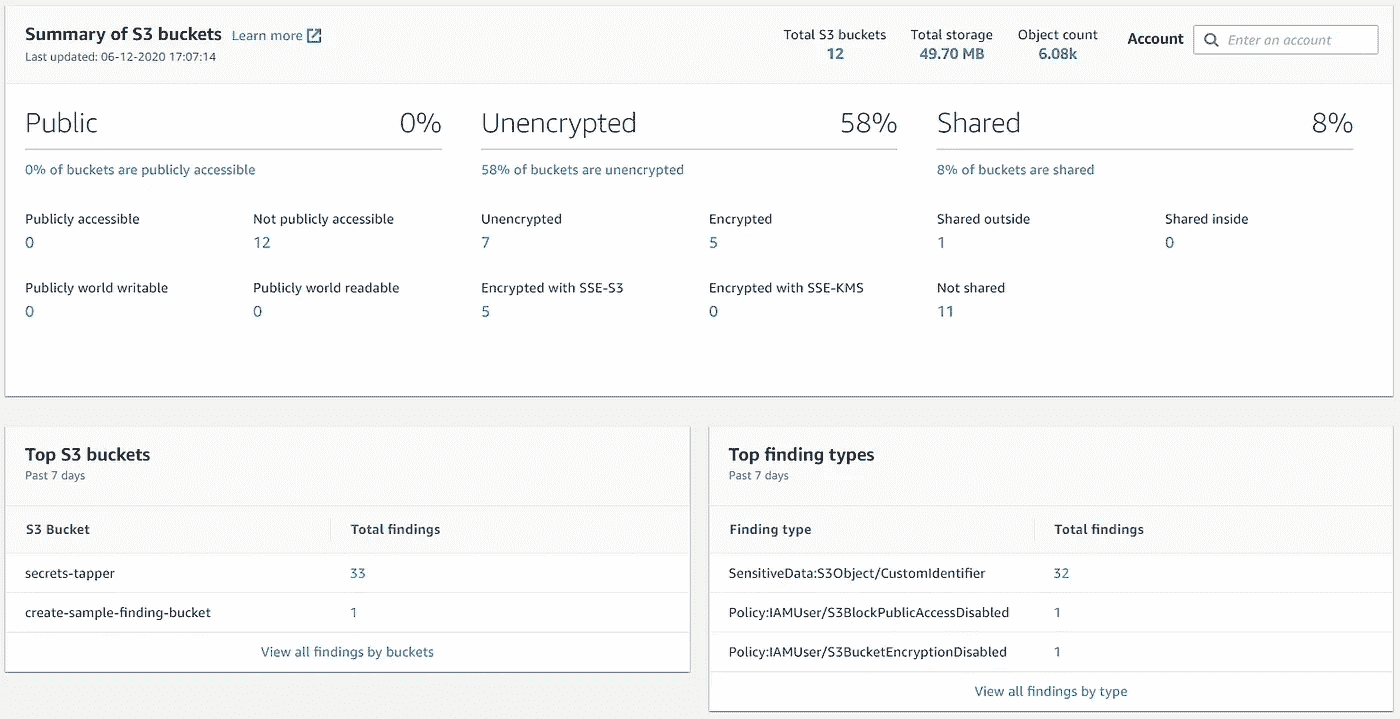 Summary of S3 buckets Learn more
Last updated: 06-12-2020 17:07:14
Total S3 buckets Total storage Object count Account Enter an account
12 49.70 MB 6.08k
Public 0% Unencrypted 58% Shared 8%
0% of buckets are publicly accessible 58% of buckets are unencrypted 8% of buckets are shared
Publicly accessible Not publicly accessible Unencrypted Encrypted Shared outside Shared inside
0 12 7 5 1 0
Publicly world writable Publicly world readable Encrypted with SSE-S3 Encrypted with SSE-KMS Not shared
0 0 5 0 11
Top S3 buckets
Past 7 days
S3 Bucket Total findings
secrets-tapper 33
create-sample-finding-bucket 1
View all findings by buckets
Top finding types
Past 7 days
Finding type Total findings
SensitiveData:S3Object/CustomIdentifier 32
Policy:IAMUser/S3BlockPublicAccessDisabled 1
Policy:IAMUser/S3BucketEncryptionDisabled 1
View all findings by type